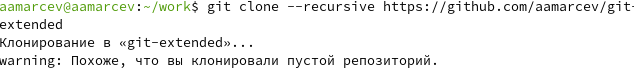 aamarcev@aamarcev:~/work$ git clone --recursive https://github.com/aamarcev/git-
extended
Клонирование в «git-extended»...
warning: Похоже, что вы клонировали пустой репозиторий.